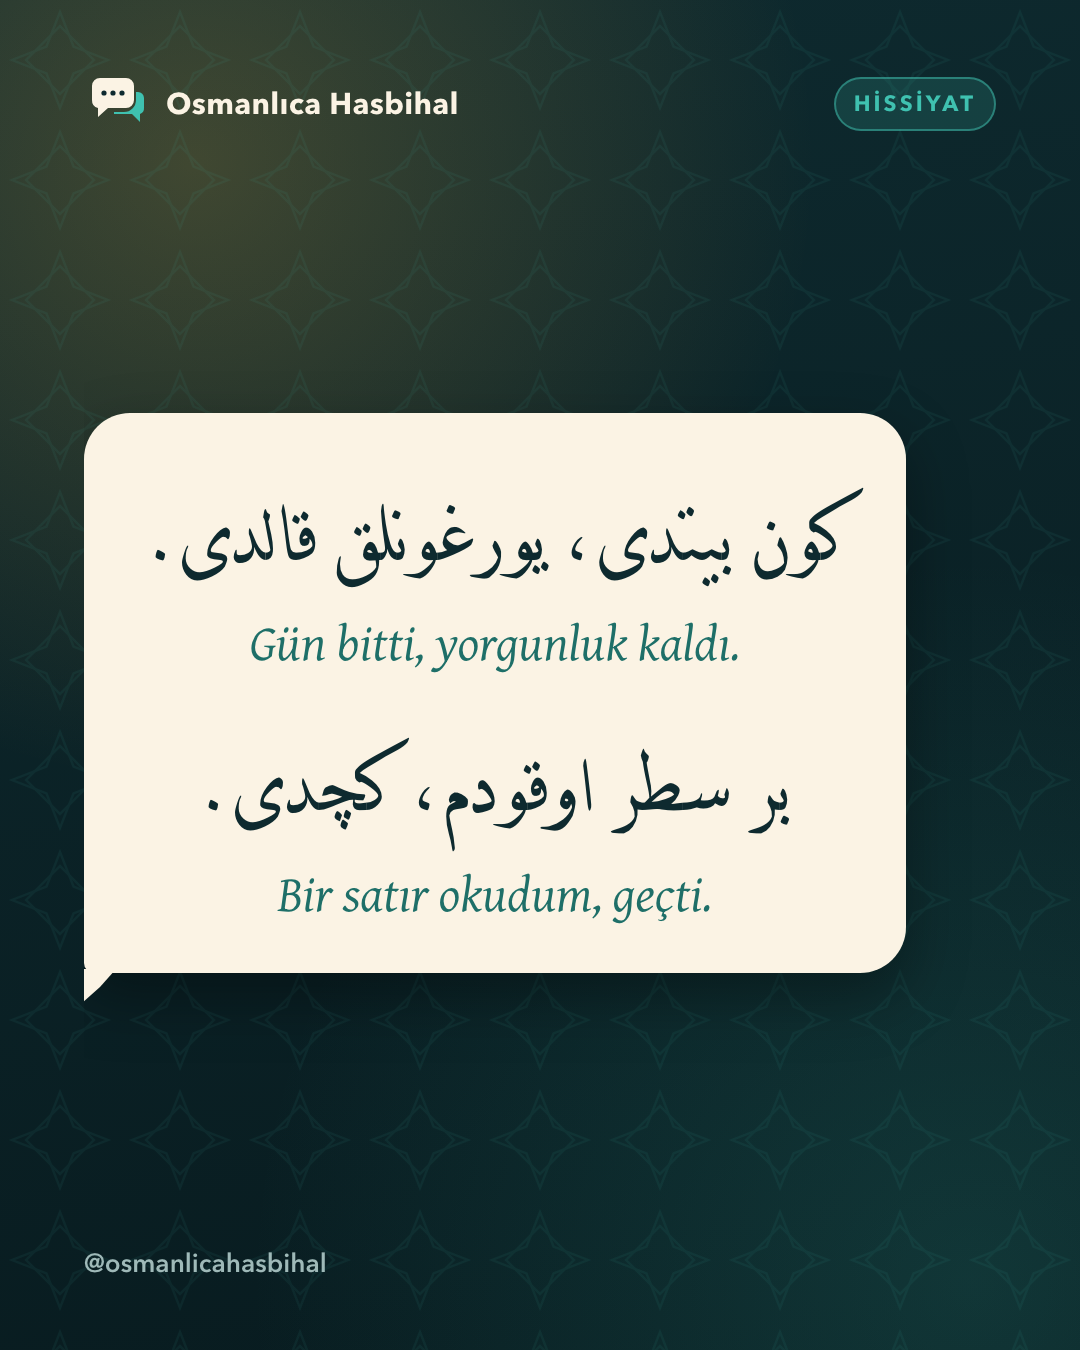 Osmanlıca Hasbihal
HİSSİYAT
كون بيتدى، يورغونلق قالدى.
Gün bitti, yorgunluk kaldı.
بر سطر اوقودم، كچدى.
Bir satır okudum, geçti.
@osmanlicahasbihal